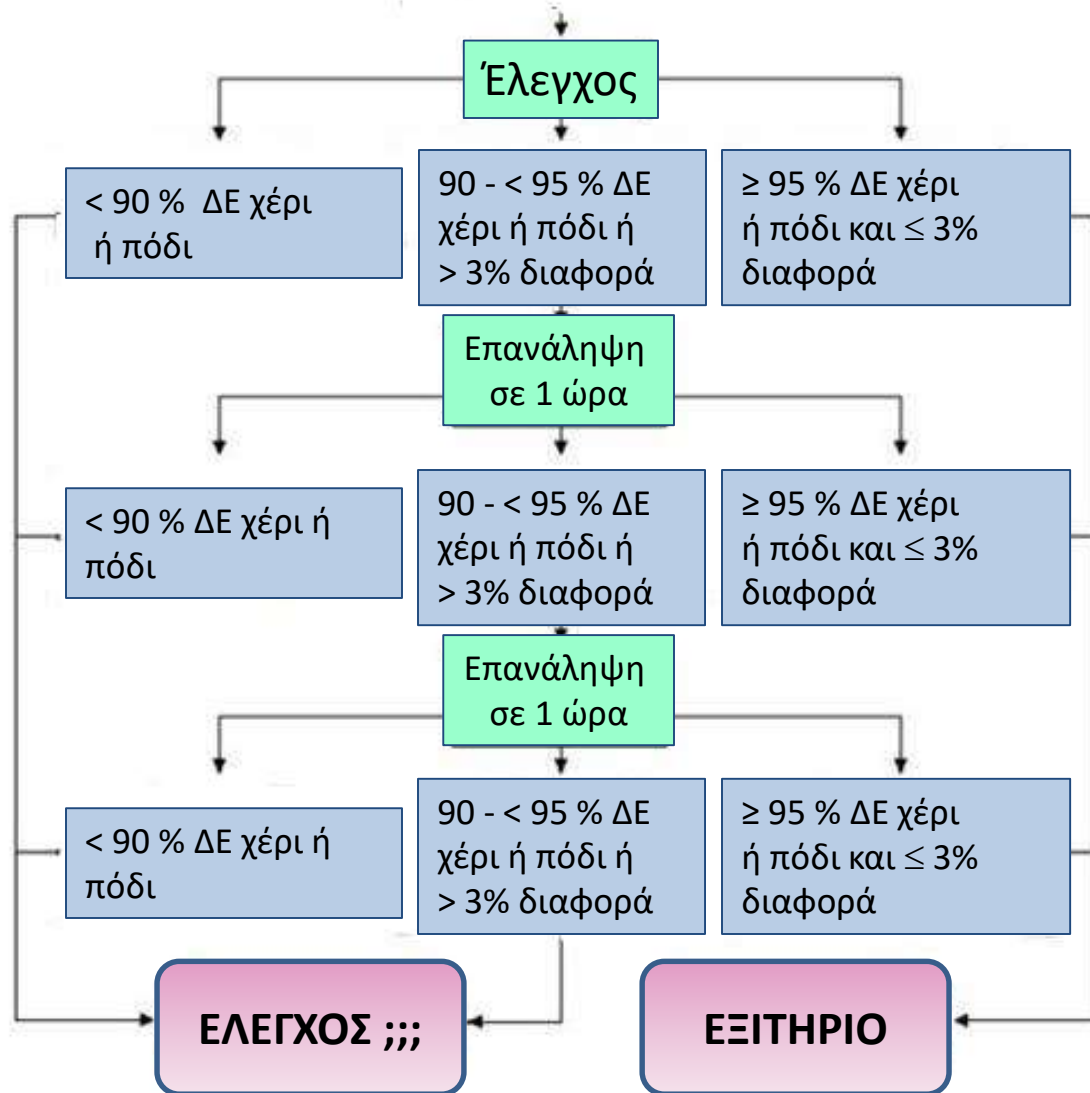 Έλεγχος
< 90 %  ΔΕ χέρι
ή πόδι
90 - < 95 % ΔΕ
χέρι ή πόδι ή
> 3% διαφορά
≥ 95 % ΔΕ χέρι
ή πόδι και ≤ 3%
διαφορά
Επανάληψη
σε 1 ώρα
< 90 % ΔΕ χέρι ή
πόδι
90 - < 95 % ΔΕ
χέρι ή πόδι ή
> 3% διαφορά
≥ 95 % ΔΕ χέρι
ή πόδι και ≤ 3%
διαφορά
Επανάληψη
σε 1 ώρα
< 90 % ΔΕ χέρι ή
πόδι
90 - < 95 % ΔΕ
χέρι ή πόδι ή
> 3% διαφορά
≥ 95 % ΔΕ χέρι
ή πόδι και ≤ 3%
διαφορά
ΕΛΕΓΧΟΣ ;;;
ΕΞΙΤΗΡΙΟ